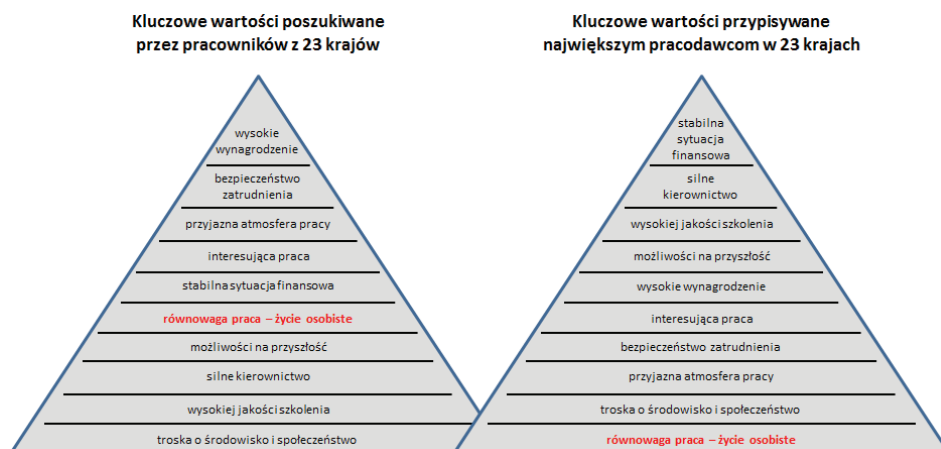 Kluczowe wartości poszukiwane
przez pracowników z 23 krajów
wysokie
wynagrodzenie
bezpieczeństwo
zatrudnienia
przyjazna atmosfera pracy
interesująca praca
stabilna sytuacja finansowa
równowaga praca – życie osobiste
możliwości na przyszłość
silne kierownictwo
wysokiej jakości szkolenia
troska o środowisko i społeczeństwo
Kluczowe wartości przypisywane
największym pracodawcom w 23 krajach
stabilna
sytuacja
finansowa
silne
kierownictwo
wysokiej jakości szkolenia
możliwości na przyszłość
wysokie wynagrodzenie
interesująca praca
bezpieczeństwo zatrudnienia
przyjazna atmosfera pracy
troska o środowisko i społeczeństwo
równowaga praca – życie osobiste